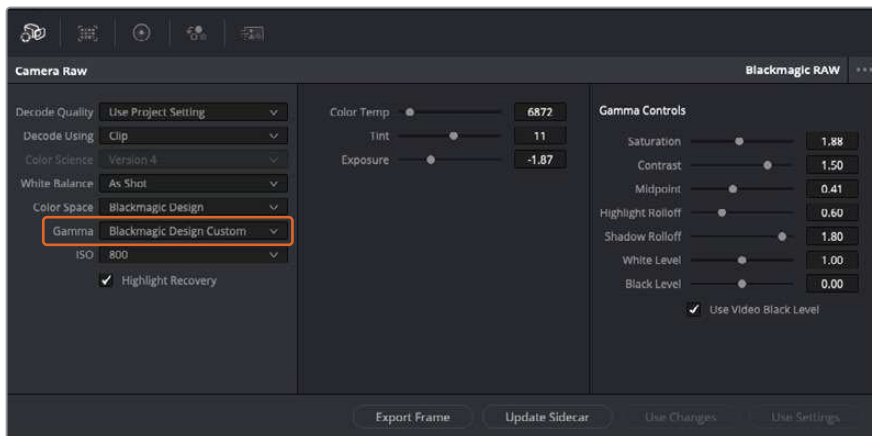 Camera Raw
Blackmagic RAW
Decode Quality Use Project Setting
Decode Using Clip
Color Science Version 4
White Balance As Shot
Color Space Blackmagic Design
Gamma Blackmagic Design Custom
ISO 800
Highlight Recovery
Color Temp 6872
Tint 11
Exposure -1.87
Gamma Controls
Saturation 1.88
Contrast 1.50
Midpoint 0.41
Highlight Rolloff 0.60
Shadow Rolloff 1.80
White Level 1.00
Black Level 0.00
Use Video Black Level
Export Frame
Update Sidecar
Use Changes
Use Settings